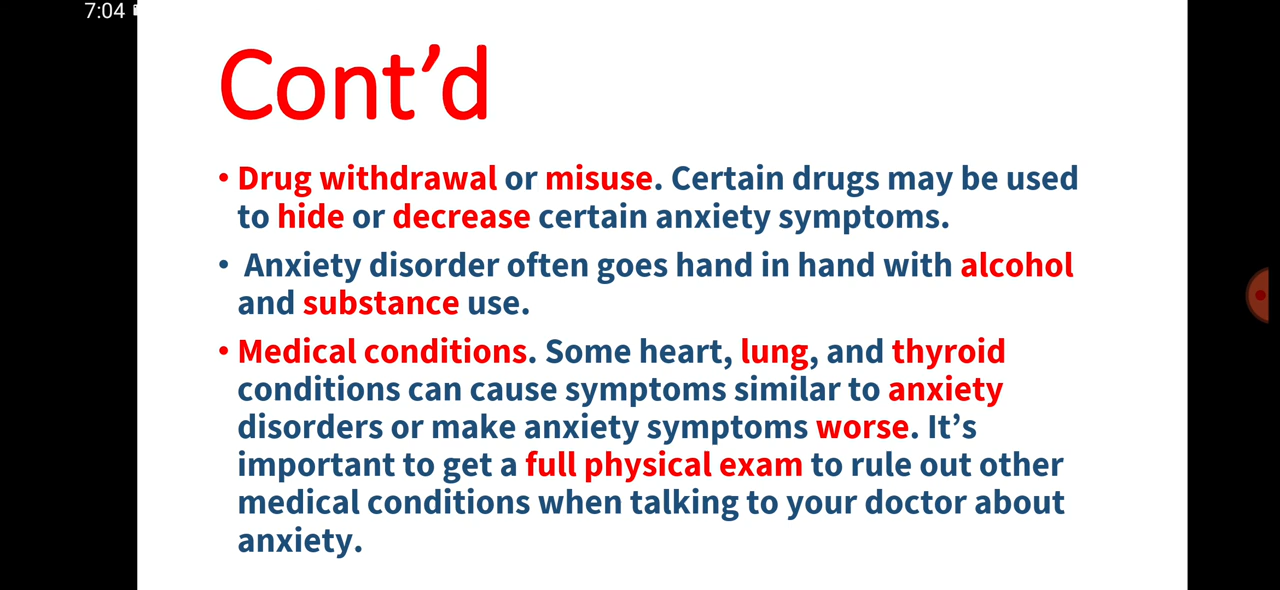 7:04
Cont’d
• Drug withdrawal or misuse. Certain drugs may be used
to hide or decrease certain anxiety symptoms.
• Anxiety disorder often goes hand in hand with alcohol
and substance use.
• Medical conditions. Some heart, lung, and thyroid
conditions can cause symptoms similar to anxiety
disorders or make anxiety symptoms worse. It’s
important to get a full physical exam to rule out other
medical conditions when talking to your doctor about
anxiety.